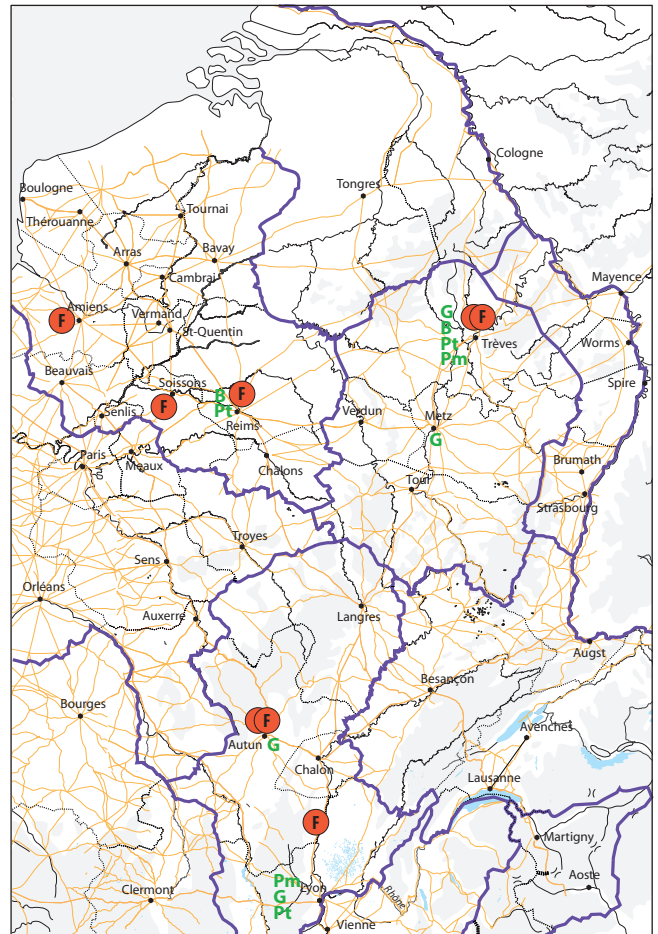 Cologne
Boulogne
Tongres
Thérouanne
Tournai
Arras
Bavay
Cambrai
Mayence
G
F
Amiens
F
Vermand
B
St-Quentin
Pt
Trèves
Worms
Pm
Beauvais
Soissons
B
F
Spire
F
Pt
Senlis
Reims
Verdun
Metz
G
Paris
Meaux
Châlons
Brumath
Toul
Strasbourg
Troyes
Sens
Orléans
Auxerre
Langres
Augst
Besançon
Bourges
F
Autun
G
Avenches
Chalon
Lausanne
F
Martigny
Pm
Clermont
G
Lyon
Rhône
Aoste
Pt
Vienne